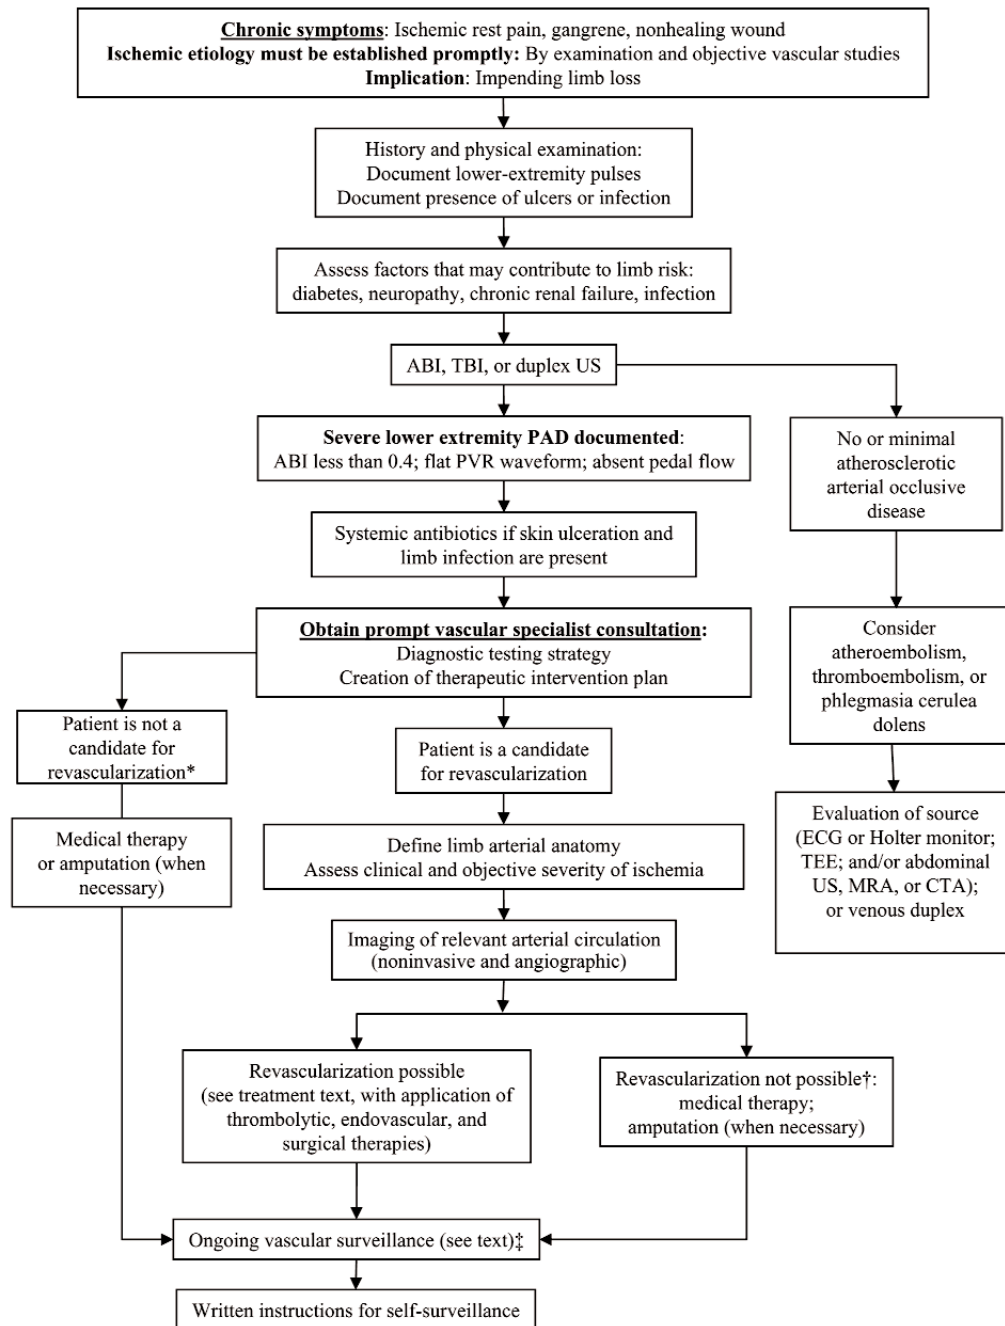 Chronic symptoms: Ischemic rest pain, gangrene, nonhealing wound
Ischemic etiology must be established promptly: By examination and objective vascular studies
Implication: Impending limb loss
History and physical examination:
Document lower-extremity pulses
Document presence of ulcers or infection
Assess factors that may contribute to limb risk:
diabetes, neuropathy, chronic renal failure, infection
ABI, TBI, or duplex US
Severe lower extremity PAD documented:
ABI less than 0.4; flat PVR waveform; absent pedal flow
No or minimal
atherosclerotic
arterial occlusive
disease
Systemic antibiotics if skin ulceration and
limb infection are present
Obtain prompt vascular specialist consultation:
Diagnostic testing strategy
Creation of therapeutic intervention plan
Consider
atheroembolism,
thromboembolism, or
phlegmasia cerulea
dolens
Patient is not a
candidate for
revascularization*
Patient is a candidate
for revascularization
Evaluation of source
(ECG or Holter monitor;
TEE; and/or abdominal
US, MRA, or CTA);
or venous duplex
Medical therapy
or amputation (when
necessary)
Define limb arterial anatomy
Assess clinical and objective severity of ischemia
Imaging of relevant arterial circulation
(noninvasive and angiographic)
Revascularization possible
(see treatment text, with application of
thrombolytic, endovascular, and
surgical therapies)
Revascularization not possible†:
medical therapy;
amputation (when necessary)
Ongoing vascular surveillance (see text)‡
Written instructions for self-surveillance